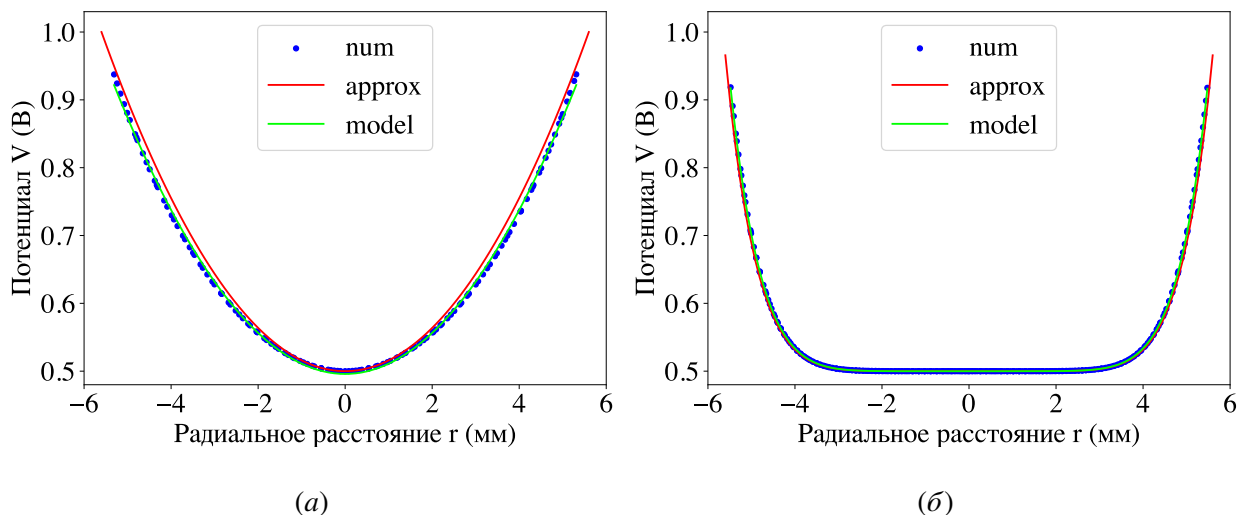 1.0
0.9
0.8
0.7
0.6
0.5
−6
−4
−2
0
2
4
6
Потенциал V (В)
Радиальное расстояние r (мм)
num
approx
model
(а)
1.0
0.9
0.8
0.7
0.6
0.5
−6
−4
−2
0
2
4
6
Потенциал V (В)
Радиальное расстояние r (мм)
num
approx
model
(б)